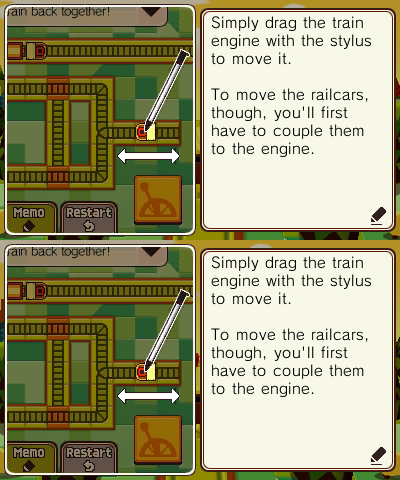 rain back together!
Simply drag the train
engine with the stylus
to move it.
To move the railcars,
though, you'll first
have to couple them
to the engine.
Memo
Restart
rain back together!
Simply drag the train
engine with the stylus
to move it.
To move the railcars,
though, you'll first
have to couple them
to the engine.
Memo
Restart